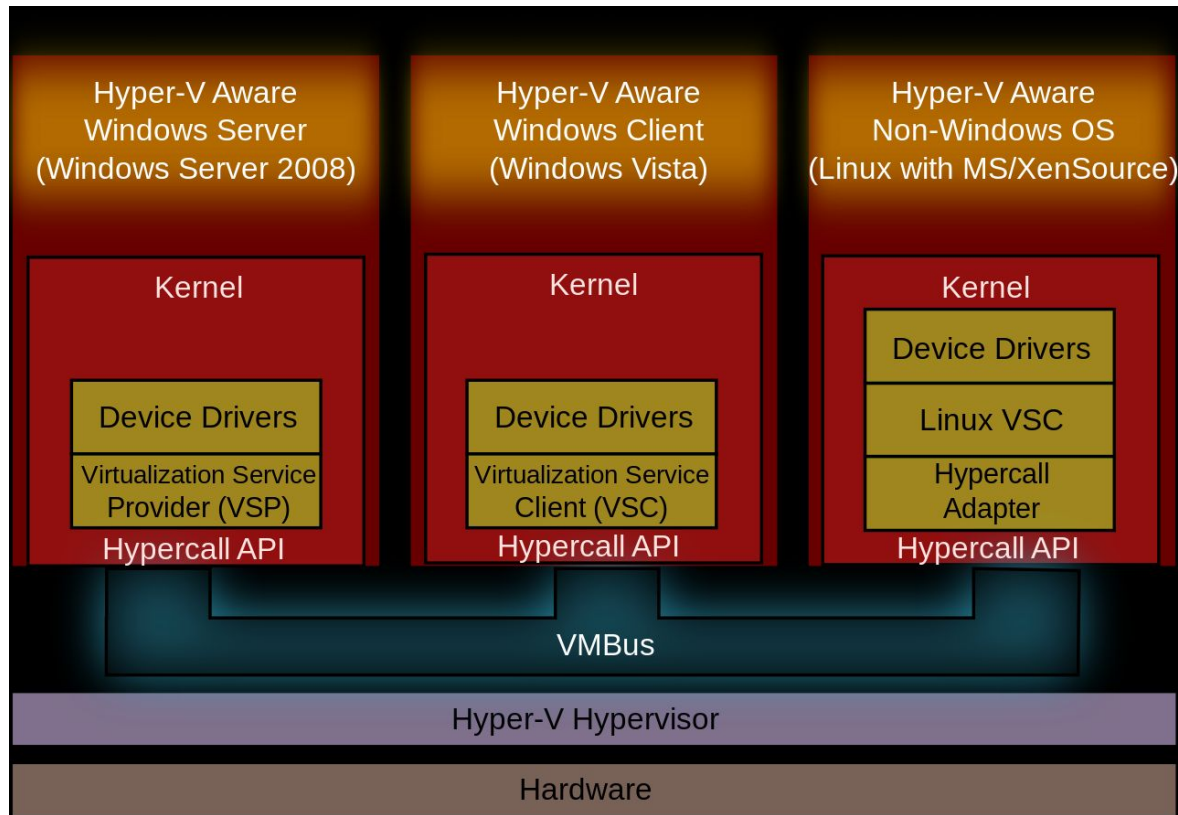 Hyper-V Aware
Windows Server
(Windows Server 2008)
Kernel
Device Drivers
Virtualization Service
Provider (VSP)
Hypercall API
Hyper-V Aware
Windows Client
(Windows Vista)
Kernel
Device Drivers
Virtualization Service
Client (VSC)
Hypercall API
Hyper-V Aware
Non-Windows OS
(Linux with MS/XenSource)
Kernel
Device Drivers
Linux VSC
Hypercall
Adapter
Hypercall API
VMBus
Hyper-V Hypervisor
Hardware